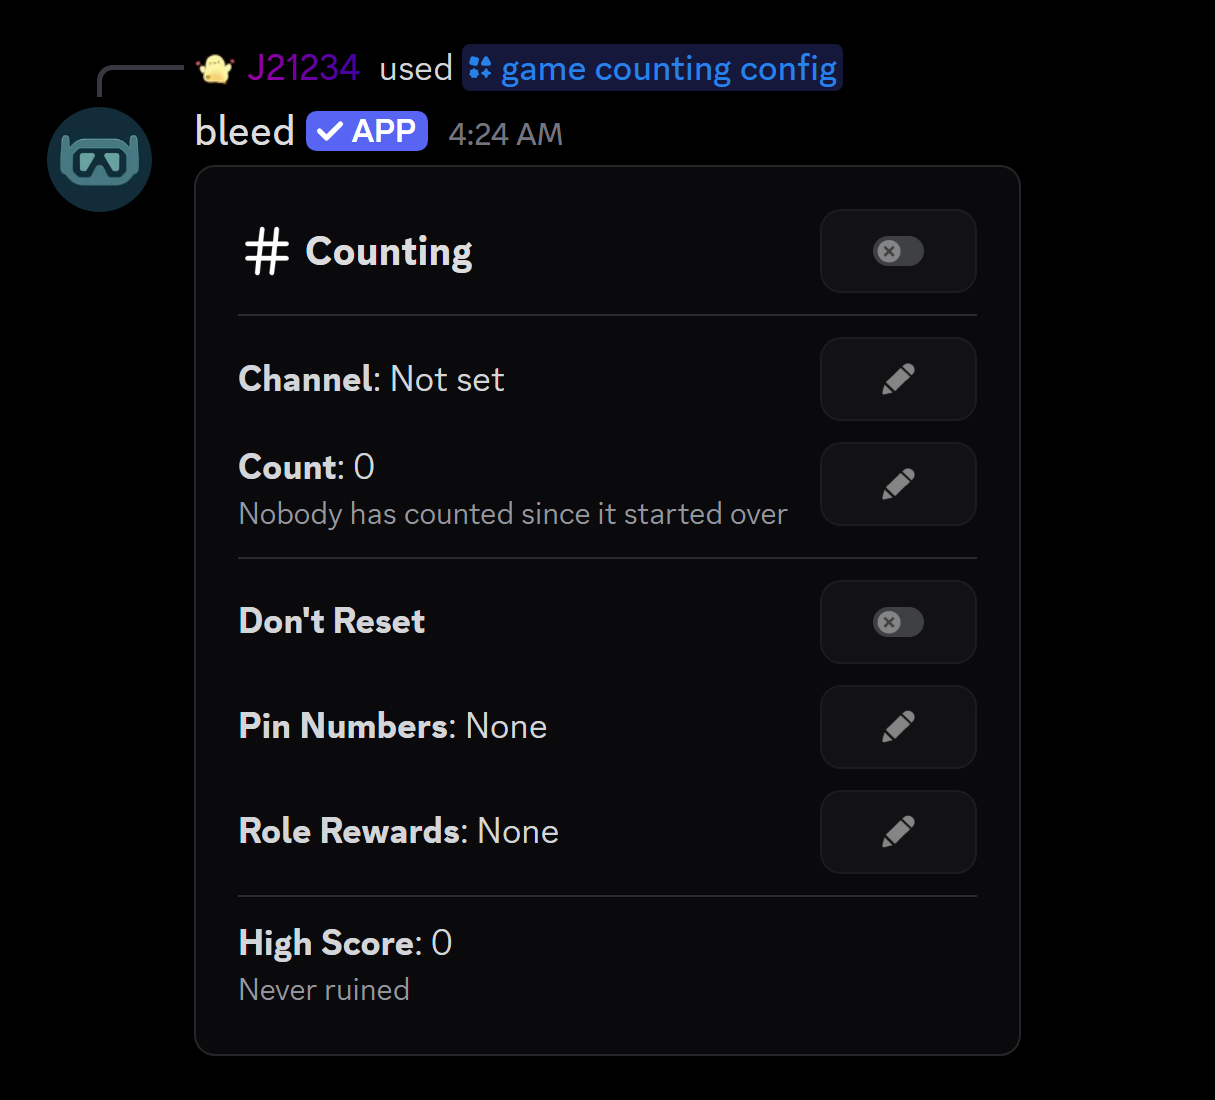 J21234 used game counting config
bleed APP 4:24 AM
Counting
Channel: Not set
Count: 0
Nobody has counted since it started over
Don't Reset
Pin Numbers: None
Role Rewards: None
High Score: 0
Never ruined